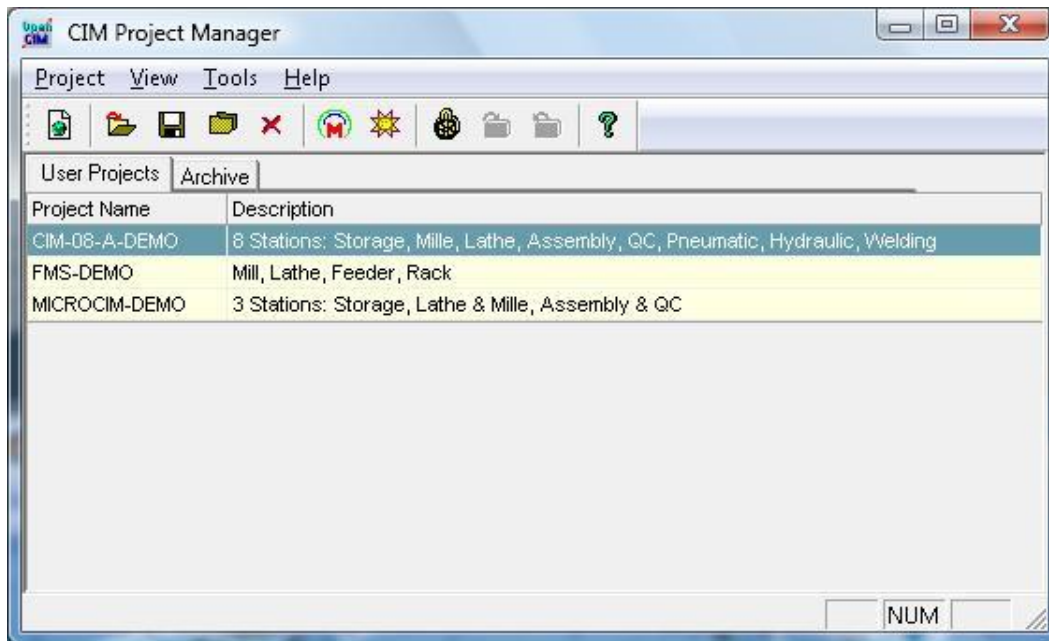 Open
CIM
CIM Project Manager
Project View Tools Help
M
?
User Projects Archive
Project Name Description
CIM-08-A-DEMO 8 Stations: Storage, Mille, Lathe, Assembly, QC, Pneumatic, Hydraulic, Welding
FMS-DEMO Mill, Lathe, Feeder, Rack
MICROCIM-DEMO 3 Stations: Storage, Lathe & Mille, Assembly & QC
NUM